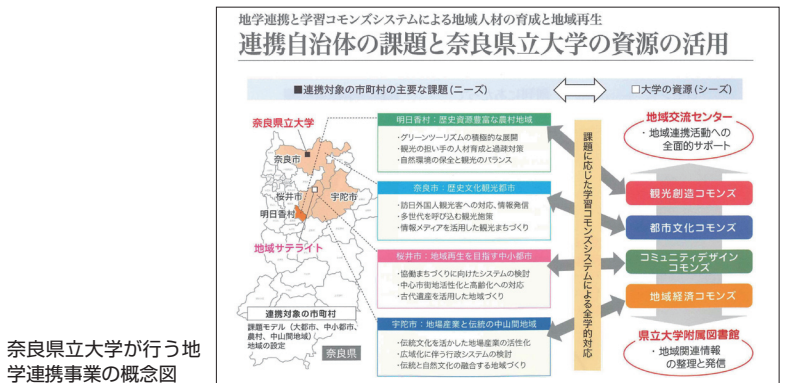 地学連携と学習コモンズシステムによる地域人材の育成と地域再生
連携自治体の課題と奈良県立大学の資源の活用
■連携対象の市町村の主要な課題(ニーズ)
□大学の資源(シーズ)
奈良県立大学
奈良市
桜井市
宇陀市
明日香村
地域サテライト
連携対象の市町村
課題モデル(大都市、中小都市、
農村、中山間地域)
地域の設定
奈良県
明日香村:歴史資源豊富な農村地域
・グリーンツーリズムの積極的な展開
・観光の担い手の人材育成と過疎対策
・自然環境の保全と観光のバランス
奈良市:歴史文化観光都市
・訪日外国人観光客への対応、情報発信
・多世代を呼び込む観光施策
・情報メディアを活用した観光まちづくり
桜井市:地域再生を目指す中小都市
・協働まちづくりに向けたシステムの検討
・中心市街地活性化と高齢化への対応
・古代遺産を活用した地域づくり
宇陀市:地場産業と伝統の中山間地域
・伝統文化を活かした地場産業の活性化
・広域化に伴う行政システムの検討
・伝統と自然文化の融合する地域づくり
課題に応じた学習コモンズシステムによる全学的対応
地域交流センター
・地域連携活動への
全面的サポート
観光創造コモンズ
都市文化コモンズ
コミュニティデザイン
コモンズ
地域経済コモンズ
県立大学附属図書館
・地域関連情報
の整理と発信
奈良県立大学が行う地
学連携事業の概念図